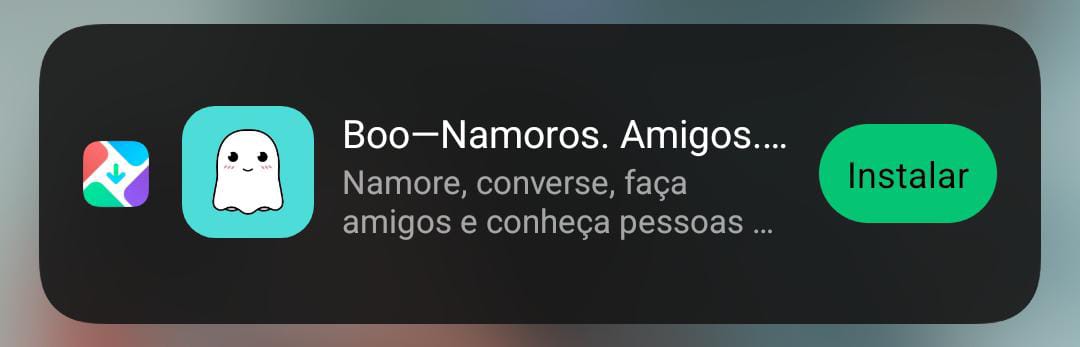 Boo—Namoros. Amigos....
Namore, converse, faça
amigos e conheça pessoas ...
Instalar